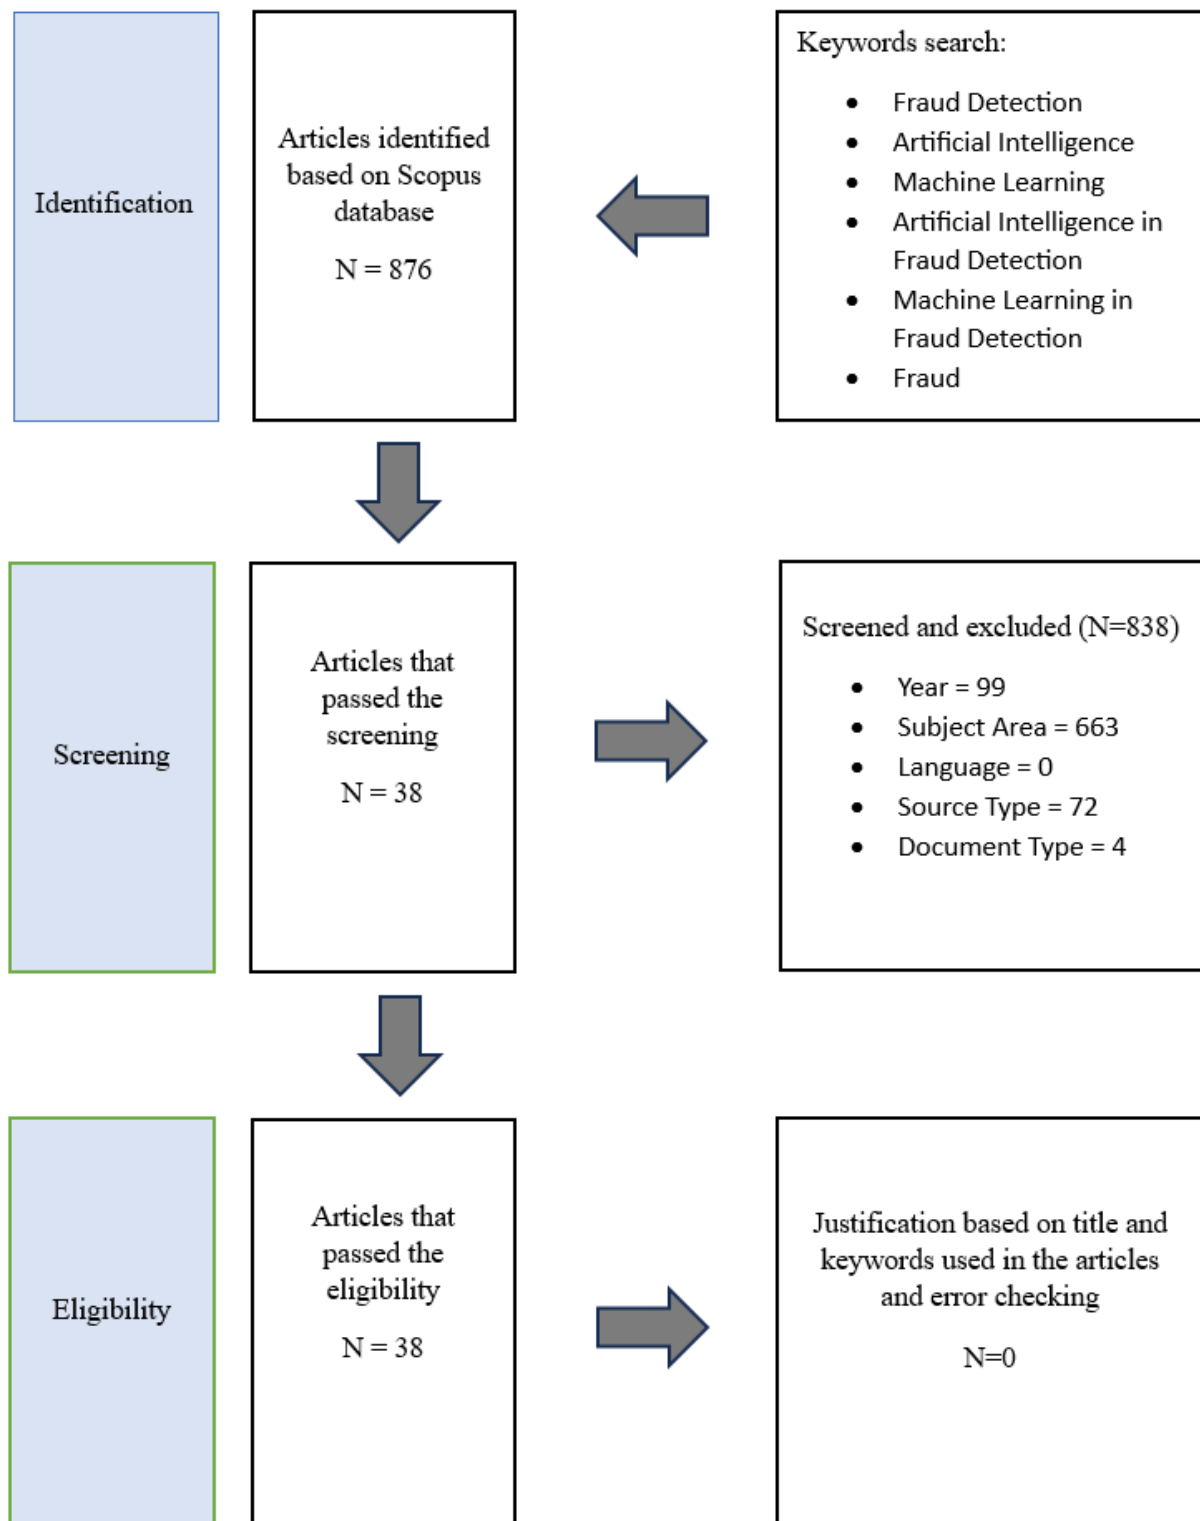 Identification
Articles identified
based on Scopus
database
N = 876
Keywords search:
• Fraud Detection
• Artificial Intelligence
• Machine Learning
• Artificial Intelligence in
Fraud Detection
• Machine Learning in
Fraud Detection
• Fraud
Screening
Articles that
passed the
screening
N = 38
Screened and excluded (N=838)
• Year = 99
• Subject Area = 663
• Language = 0
• Source Type = 72
• Document Type = 4
Eligibility
Articles that
passed the
eligibility
N = 38
Justification based on title and
keywords used in the articles
and error checking
N=0